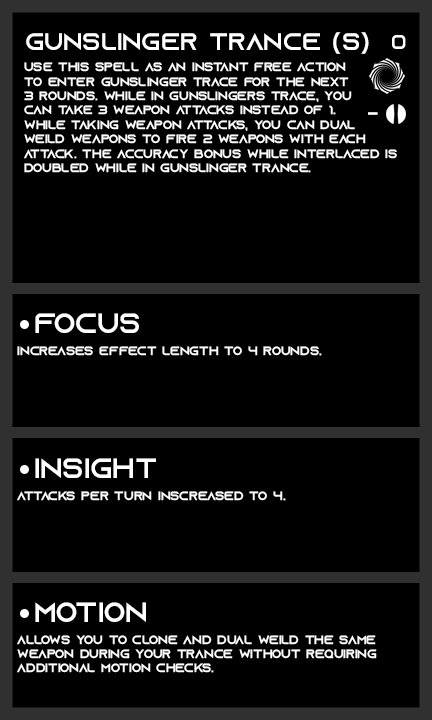 GUNSLINGER TRANCE (S) 0
USE THIS SPELL AS AN INSTANT FREE ACTION
TO ENTER GUNSLINGER TRACE FOR THE NEXT
3 ROUNDS. WHILE IN GUNSLINGERS TRACE, YOU
CAN TAKE 3 WEAPON ATTACKS INSTEAD OF 1.
WHILE TAKING WEAPON ATTACKS, YOU CAN DUAL
WEILD WEAPONS TO FIRE 2 WEAPONS WITH EACH
ATTACK. THE ACCURACY BONUS WHILE INTERLACED IS
DOUBLED WHILE IN GUNSLINGER TRANCE.
•FOCUS
INCREASES EFFECT LENGTH TO 4 ROUNDS.
•INSIGHT
ATTACKS PER TURN INSCREASED TO 4.
•MOTION
ALLOWS YOU TO CLONE AND DUAL WEILD THE SAME
WEAPON DURING YOUR TRANCE WITHOUT REQUIRING
ADDITIONAL MOTION CHECKS.